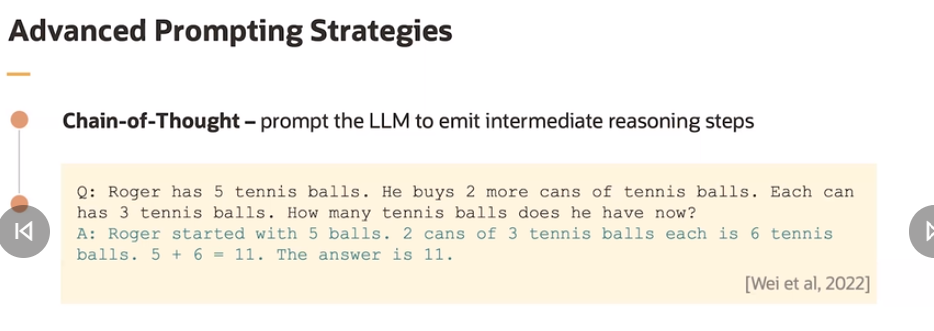 Advanced Prompting Strategies
Chain-of-Thought – prompt the LLM to emit intermediate reasoning steps
Q: Roger has 5 tennis balls. He buys 2 more cans of tennis balls. Each can
has 3 tennis balls. How many tennis balls does he have now?
A: Roger started with 5 balls. 2 cans of 3 tennis balls each is 6 tennis
balls. 5 + 6 = 11. The answer is 11.
[Wei et al, 2022]